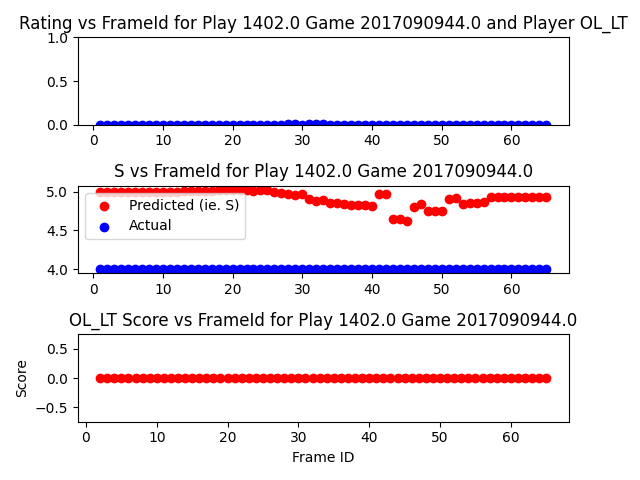 Rating vs FrameId for Play 1402.0 Game 2017090944.0 and Player OL_LT
1.0
0.5
0.0
0 10 20 30 40 50 60
S vs FrameId for Play 1402.0 Game 2017090944.0
5.0
Predicted (ie. S)
4.5
Actual
4.0
0 10 20 30 40 50 60
OL_LT Score vs FrameId for Play 1402.0 Game 2017090944.0
Score
0.5
0.0
−0.5
0 10 20 30 40 50 60
Frame ID